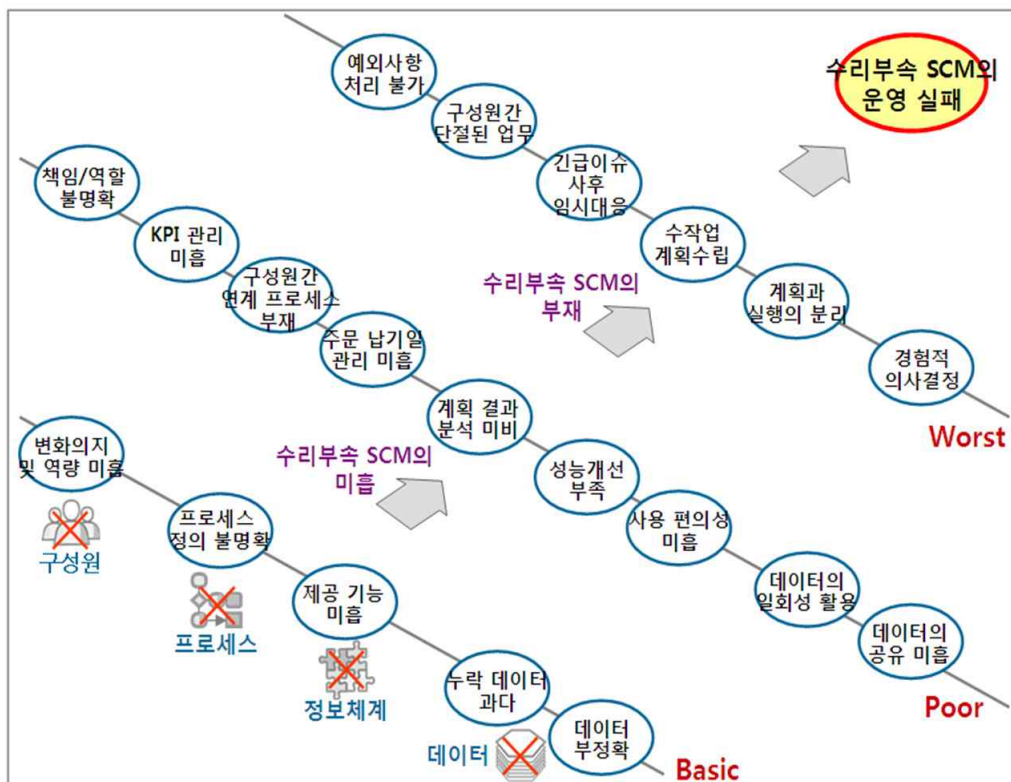 예외사항
처리 불가
구성원간
단절된 업무
긴급이슈
사후
임시대응
수작업
계획수립
계획과
실행의 분리
경험적
의사결정
Worst
수리부속 SCM의
운영 실패
책임/역할
불명확
KPI 관리
미흡
구성원간
연계 프로세스
부재
주문 납기일
관리 미흡
계획 결과
분석 미비
성능개선
부족
사용 편의성
미흡
데이터의
일회성 활용
데이터의
공유 미흡
Poor
수리부속 SCM의
부재
변화의지
및 역량 미흡
구성원
프로세스
정의 불명확
프로세스
제공 기능
미흡
정보체계
누락 데이터
과다
데이터
데이터
부정확
Basic
수리부속 SCM의
미흡